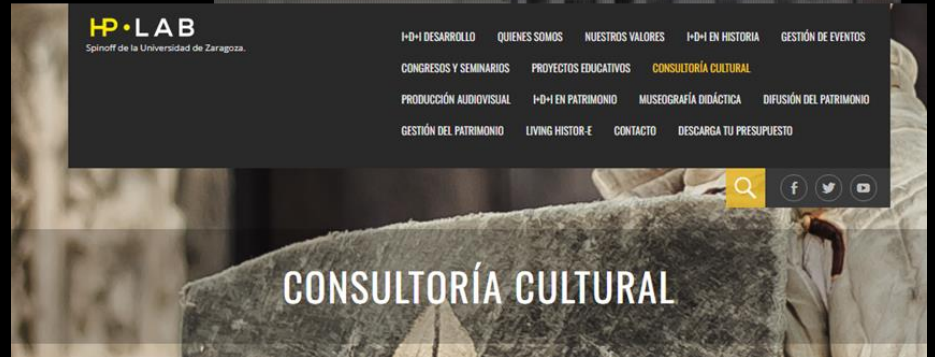 HP•LAB
Spinoff de la Universidad de Zaragoza.
I+D+I DESARROLLO QUIENES SOMOS NUESTROS VALORES I+D+I EN HISTORIA GESTIÓN DE EVENTOS
CONGRESOS Y SEMINARIOS PROYECTOS EDUCATIVOS CONSULTORÍA CULTURAL
PRODUCCIÓN AUDIOVISUAL I+D+I EN PATRIMONIO MUSEOGRAFÍA DIDÁCTICA DIFUSIÓN DEL PATRIMONIO
GESTIÓN DEL PATRIMONIO LIVING HISTOR-E CONTACTO DESCARGA TU PRESUPUESTO
CONSULTORÍA CULTURAL